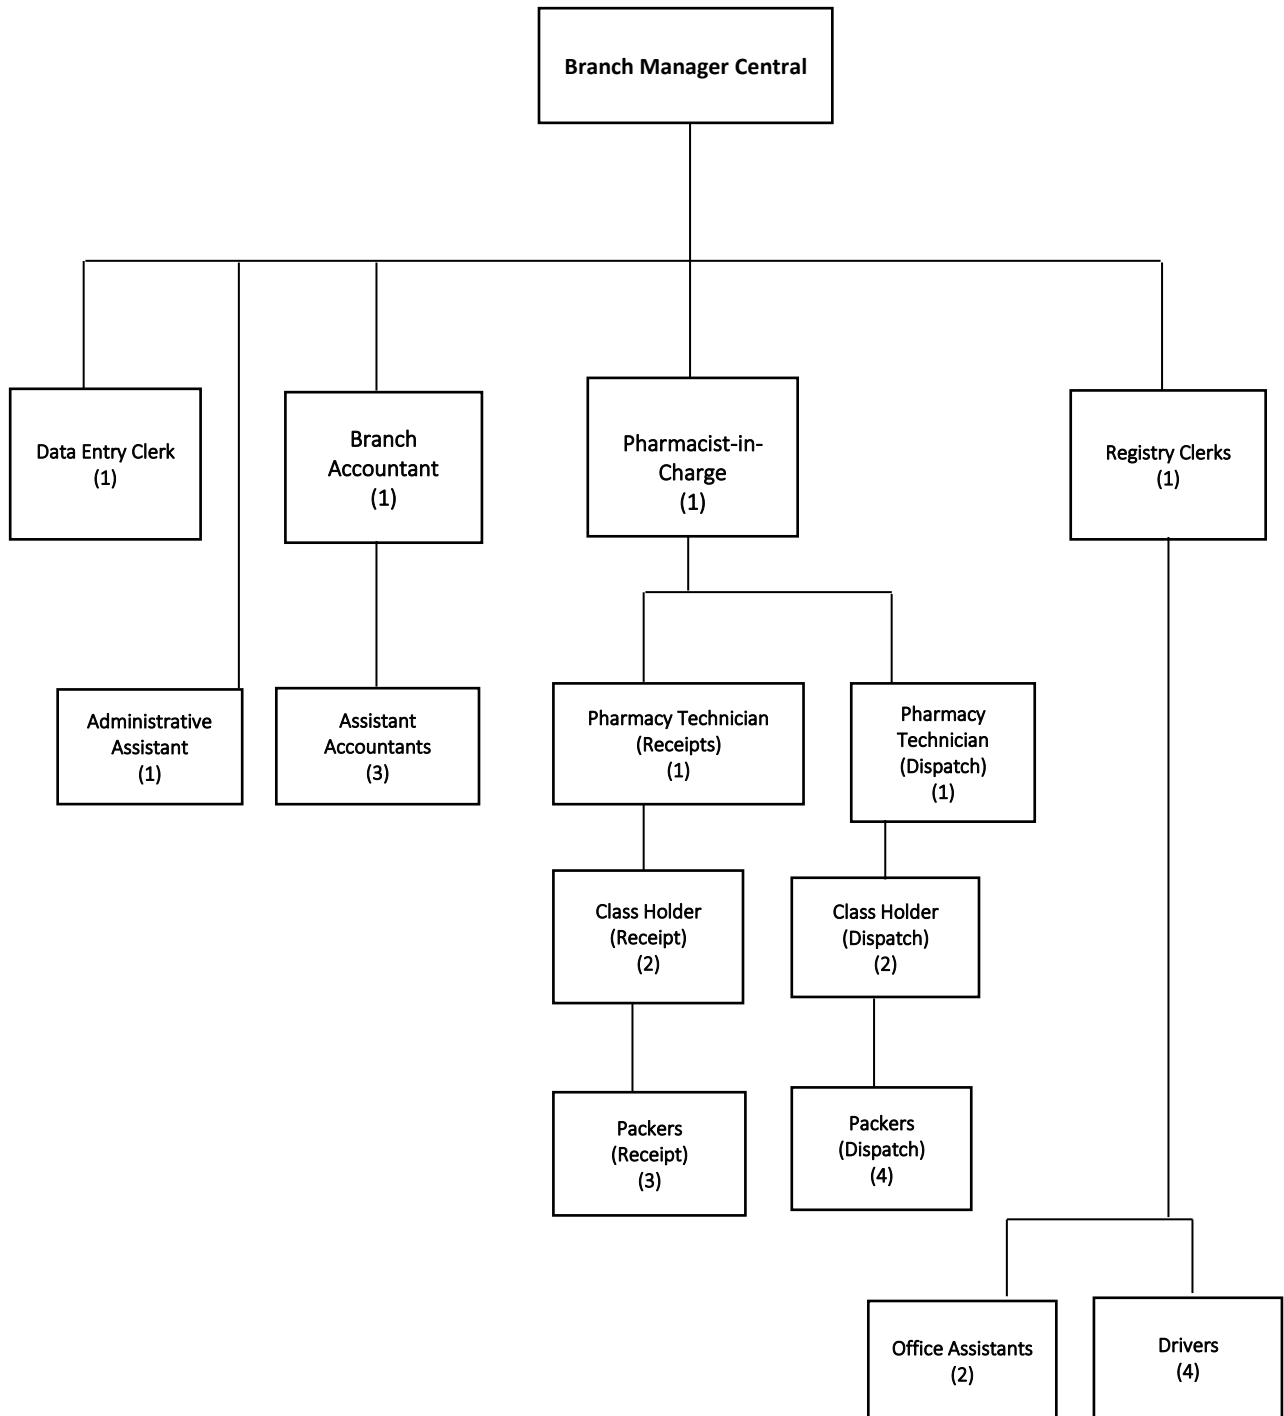 Branch Manager Central
Data Entry Clerk
(1)
Branch
Accountant
(1)
Pharmacist-in-
Charge
(1)
Registry Clerks
(1)
Administrative
Assistant
(1)
Assistant
Accountants
(3)
Pharmacy Technician
(Receipts)
(1)
Pharmacy
Technician
(Dispatch)
(1)
Class Holder
(Receipt)
(2)
Class Holder
(Dispatch)
(2)
Packers
(Receipt)
(3)
Packers
(Dispatch)
(4)
Office Assistants
(2)
Drivers
(4)